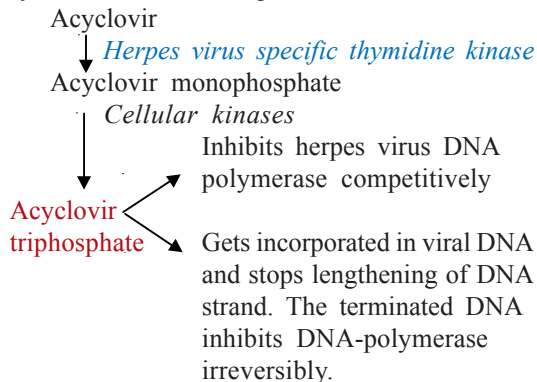 Acyclovir
Herpes virus specific thymidine kinase
Acyclovir monophosphate
Cellular kinases
Inhibits herpes virus DNA
polymerase competitively
Acyclovir
triphosphate
Gets incorporated in viral DNA
and stops lengthening of DNA
strand. The terminated DNA
inhibits DNA-polymerase
irreversibly.